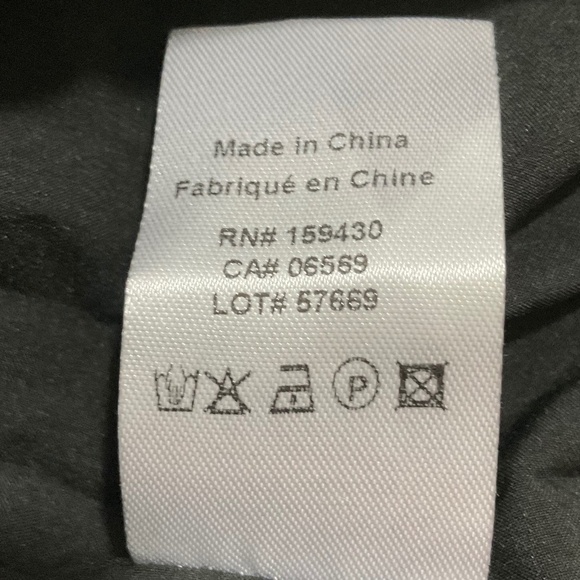 Made in China
Fabriqué en Chine
RN# 159430
CA# 06569
LOT# 57669
P